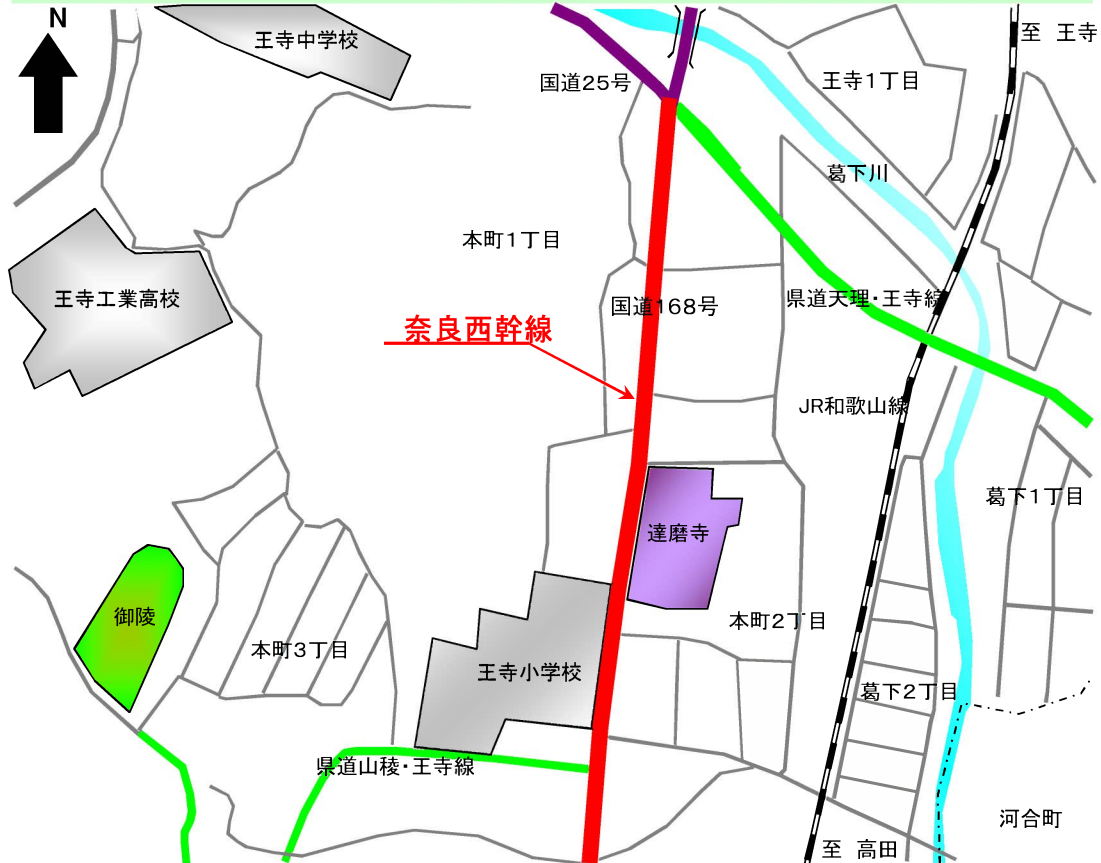 N
王寺中学校
至 王寺
国道25号
王寺1丁目
葛下川
本町1丁目
王寺工業高校
県道天理・王寺線
国道168号
奈良西幹線
JR和歌山線
葛下1丁目
達磨寺
御陵
本町2丁目
本町3丁目
王寺小学校
葛下2丁目
県道山稜・王寺線
河合町
至 高田